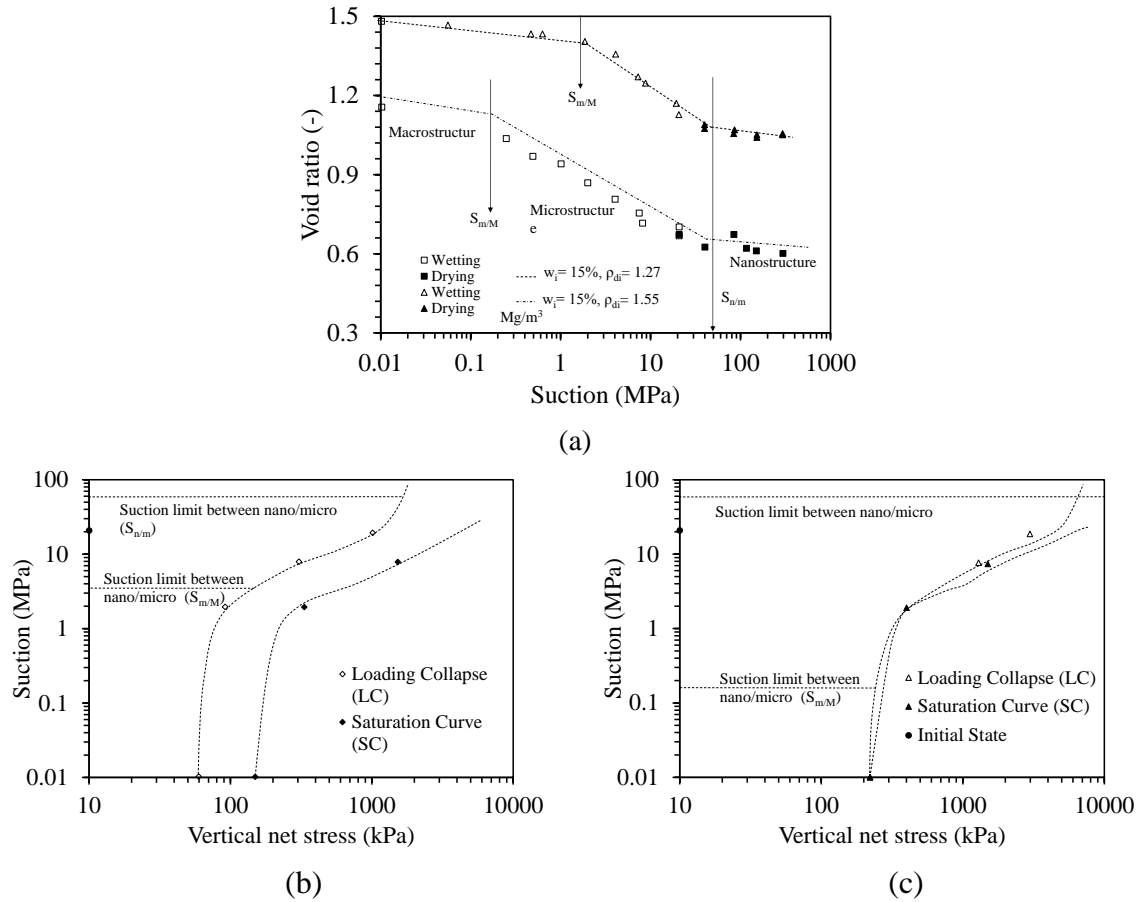 1.5
1.2
0.9
0.6
0.3
Void ratio (-)
S_m/M
Macrostructur
S_m/M
Microstructur
e
Nanostructure
S_n/m
Wetting
Drying
Wetting
Drying
w_i= 15%, ρ_di= 1.27
w_i= 15%, ρ_di= 1.55
Mg/m³
0.01 0.1 1 10 100 1000
Suction (MPa)
(a)
100
10
1
0.1
0.01
Suction (MPa)
Suction limit between nano/micro
(S_n/m)
Suction limit between
nano/micro (S_m/M)
Loading Collapse
(LC)
Saturation Curve
(SC)
10 100 1000 10000
Vertical net stress (kPa)
(b)
100
10
1
0.1
0.01
Suction (MPa)
Suction limit between nano/micro
Suction limit between
nano/micro (S_m/M)
Loading Collapse (LC)
Saturation Curve (SC)
Initial State
10 100 1000 10000
Vertical net stress (kPa)
(c)